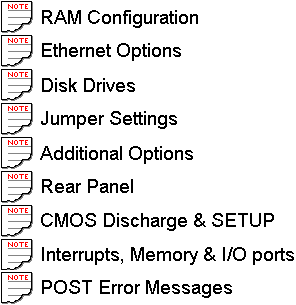 NOTE RAM Configuration
NOTE Ethernet Options
NOTE Disk Drives
NOTE Jumper Settings
NOTE Additional Options
NOTE Rear Panel
NOTE CMOS Discharge & SETUP
NOTE Interrupts, Memory & I/O ports
NOTE POST Error Messages